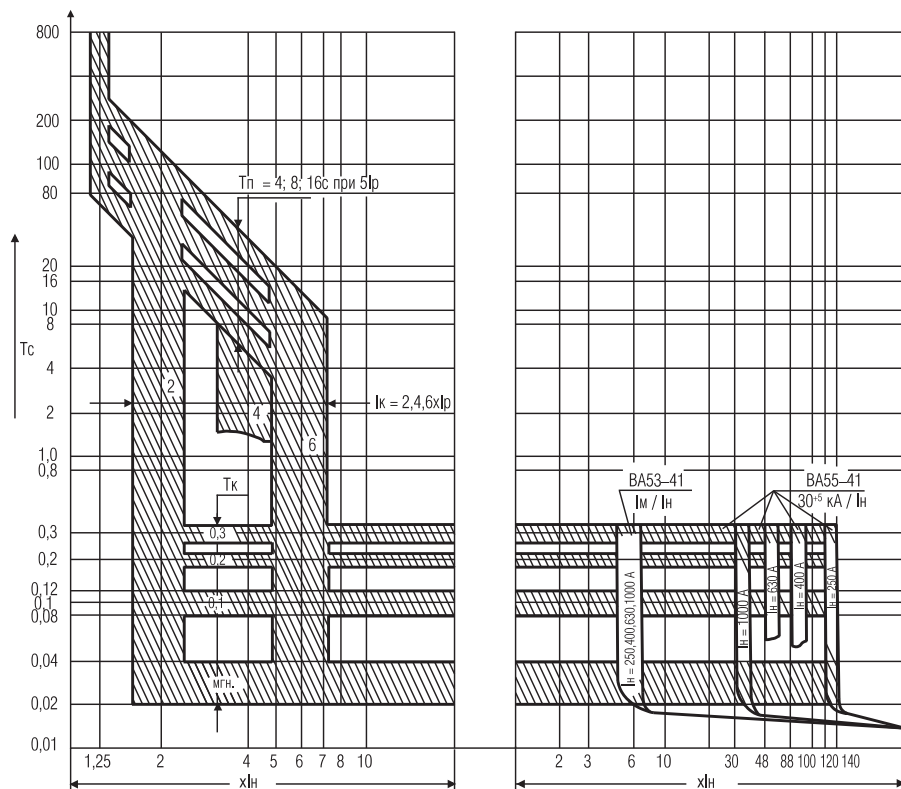 800
200
100
80
20
16
10
8
4
2
1,0
0,8
0,3
0,2
0,12
0,1
0,08
0,04
0,02
0,01
Tc
Tп = 4; 8; 16с при 5Iр
2
4
6
Iк = 2,4,6хIр
Тк
0,3
0,2
0,1
мгн.
ВА53–41
Iм / Iн
ВА55–41
30⁺⁵ кА / Iн
Iн = 250,400,630,1000 А
Iн = 1000 А
Iн = 630 А
Iн = 400 А
Iн = 250 А
1,25 2 4 5 6 7 8 10
хIн
2 3 6 10 30 48 88 100 120 140
хIн